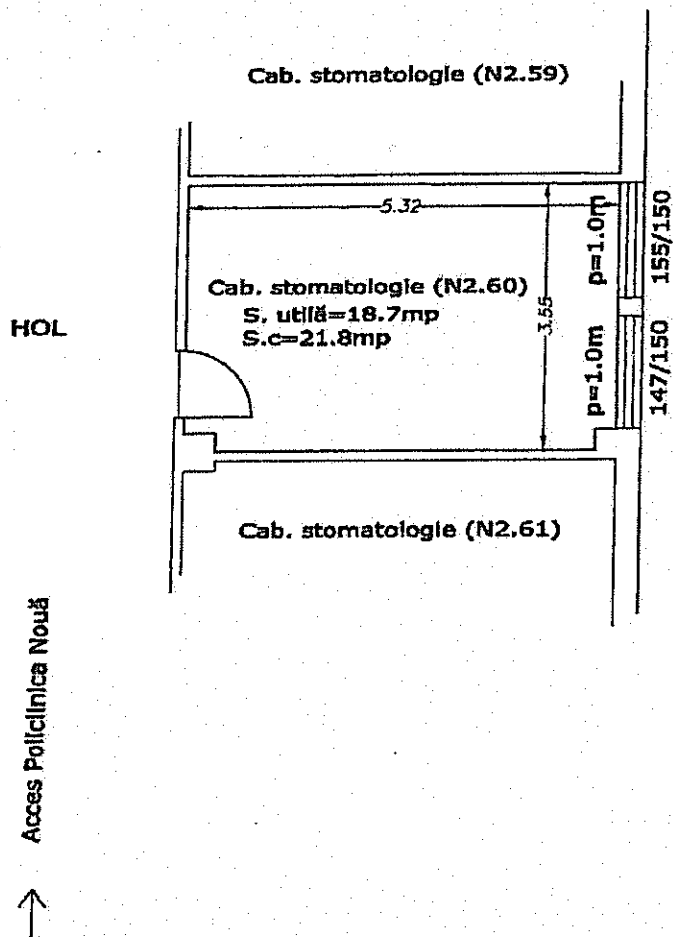 Cab. stomatologie (N2.59)
5.32
3.55
p=1.0m
155/150
Cab. stomatologie (N2.60)
S. utilă=18.7mp
S.c=21.8mp
HOL
p=1.0m
147/150
Cab. stomatologie (N2.61)
Acces Policlinica Nouă